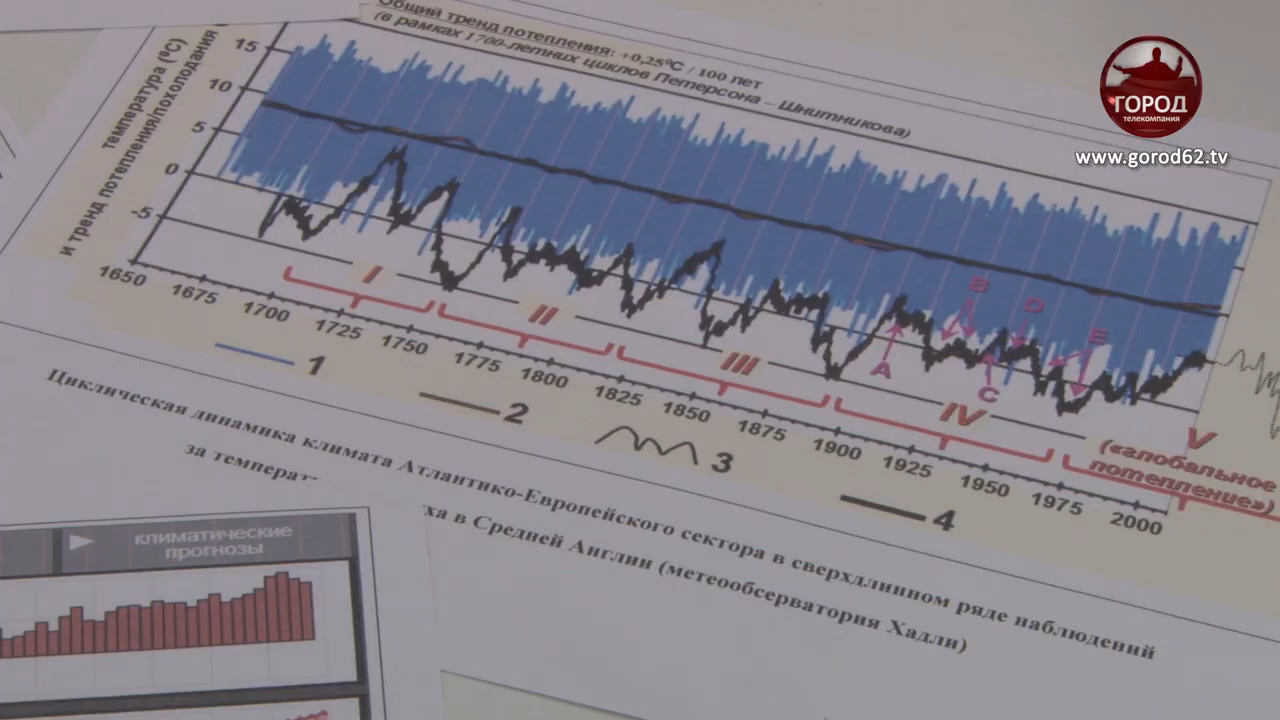 Общий тренд потепления: +0,25⁰С / 100 лет
(в рамках 1700-летних циклов Петерсона – Шнитникова)
температура (⁰С)
и тренд потепления/похолодания
15
10
5
0
-5
1650
1675
1700
1725
1750
1775
1800
1825
1850
1875
1900
1925
1950
1975
2000
I
II
III
IV
V
(«глобальное
потепление»)
A
B
C
D
E
1
2
3
4
Циклическая динамика климата Атлантико-Европейского сектора в сверхдлинном ряде наблюдений
за температ
ха в Средней Англии (метеообсерватория Хадли)
климатические
прогнозы
ГОРОД
телекомпания
www.gorod62.tv